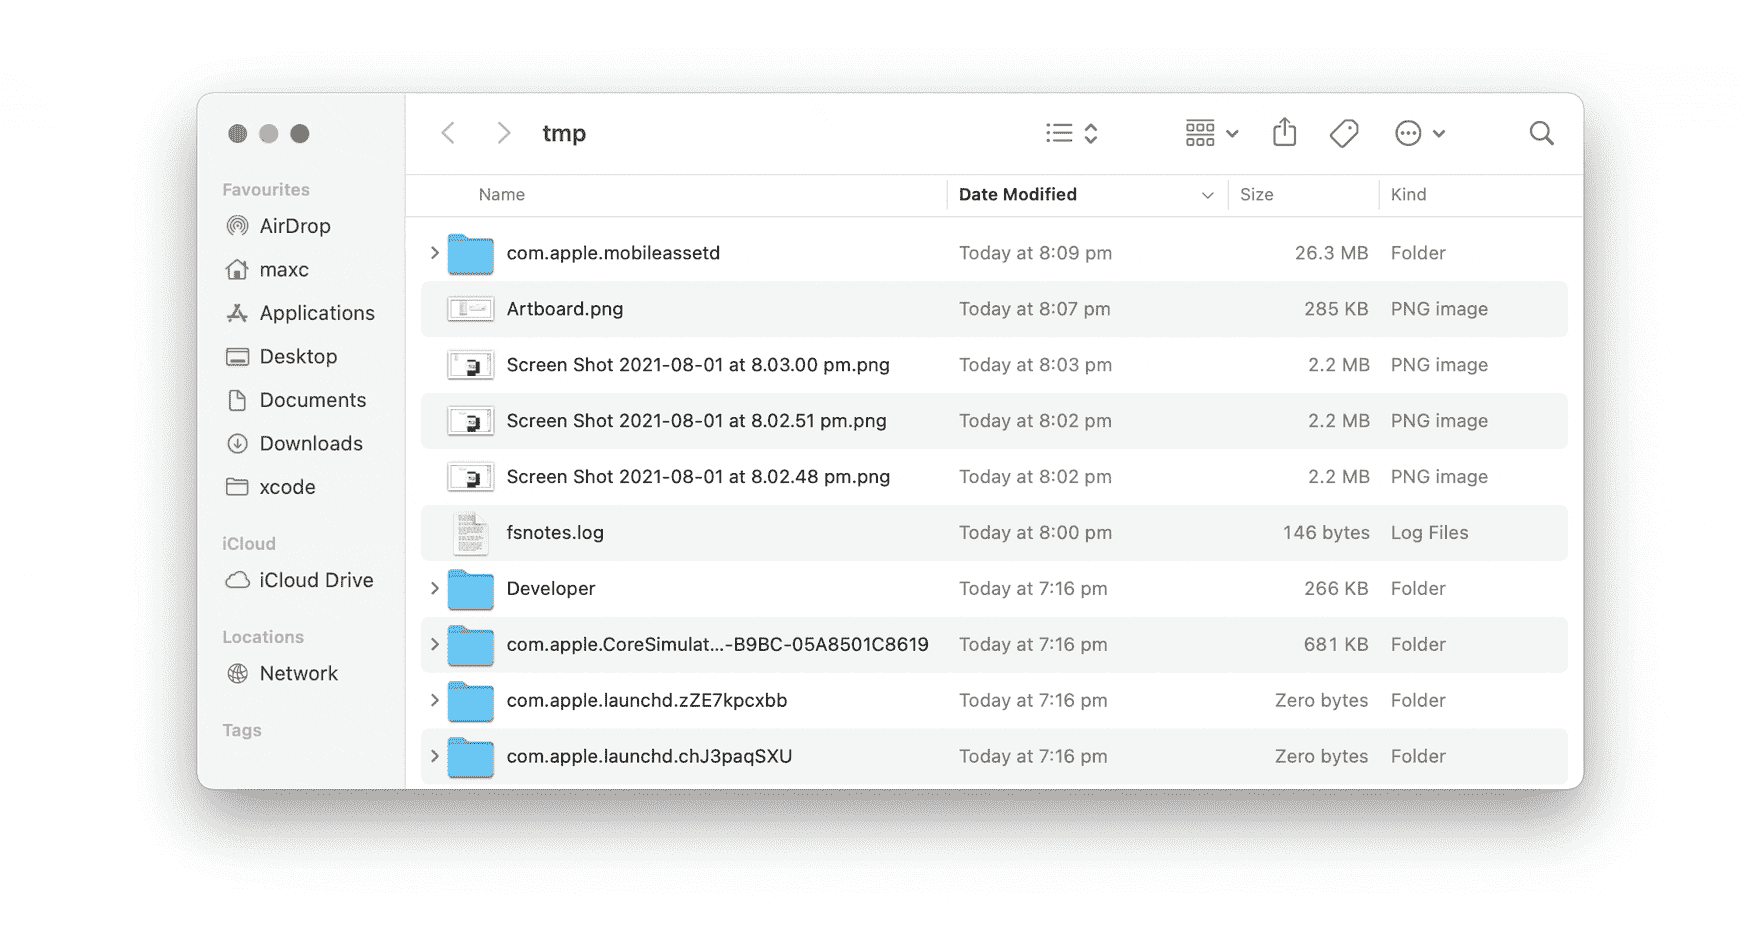 tmp
Favourites
AirDrop
maxc
Applications
Desktop
Documents
Downloads
xcode
iCloud
iCloud Drive
Locations
Network
Tags
Name Date Modified Size Kind
com.apple.mobileassetd Today at 8:09 pm 26.3 MB Folder
Artboard.png Today at 8:07 pm 285 KB PNG image
Screen Shot 2021-08-01 at 8.03.00 pm.png Today at 8:03 pm 2.2 MB PNG image
Screen Shot 2021-08-01 at 8.02.51 pm.png Today at 8:02 pm 2.2 MB PNG image
Screen Shot 2021-08-01 at 8.02.48 pm.png Today at 8:02 pm 2.2 MB PNG image
fsnotes.log Today at 8:00 pm 146 bytes Log Files
Developer Today at 7:16 pm 266 KB Folder
com.apple.CoreSimulat...-B9BC-05A8501C8619 Today at 7:16 pm 681 KB Folder
com.apple.launchd.zZE7kpcxbb Today at 7:16 pm Zero bytes Folder
com.apple.launchd.chJ3paqSXU Today at 7:16 pm Zero bytes Folder